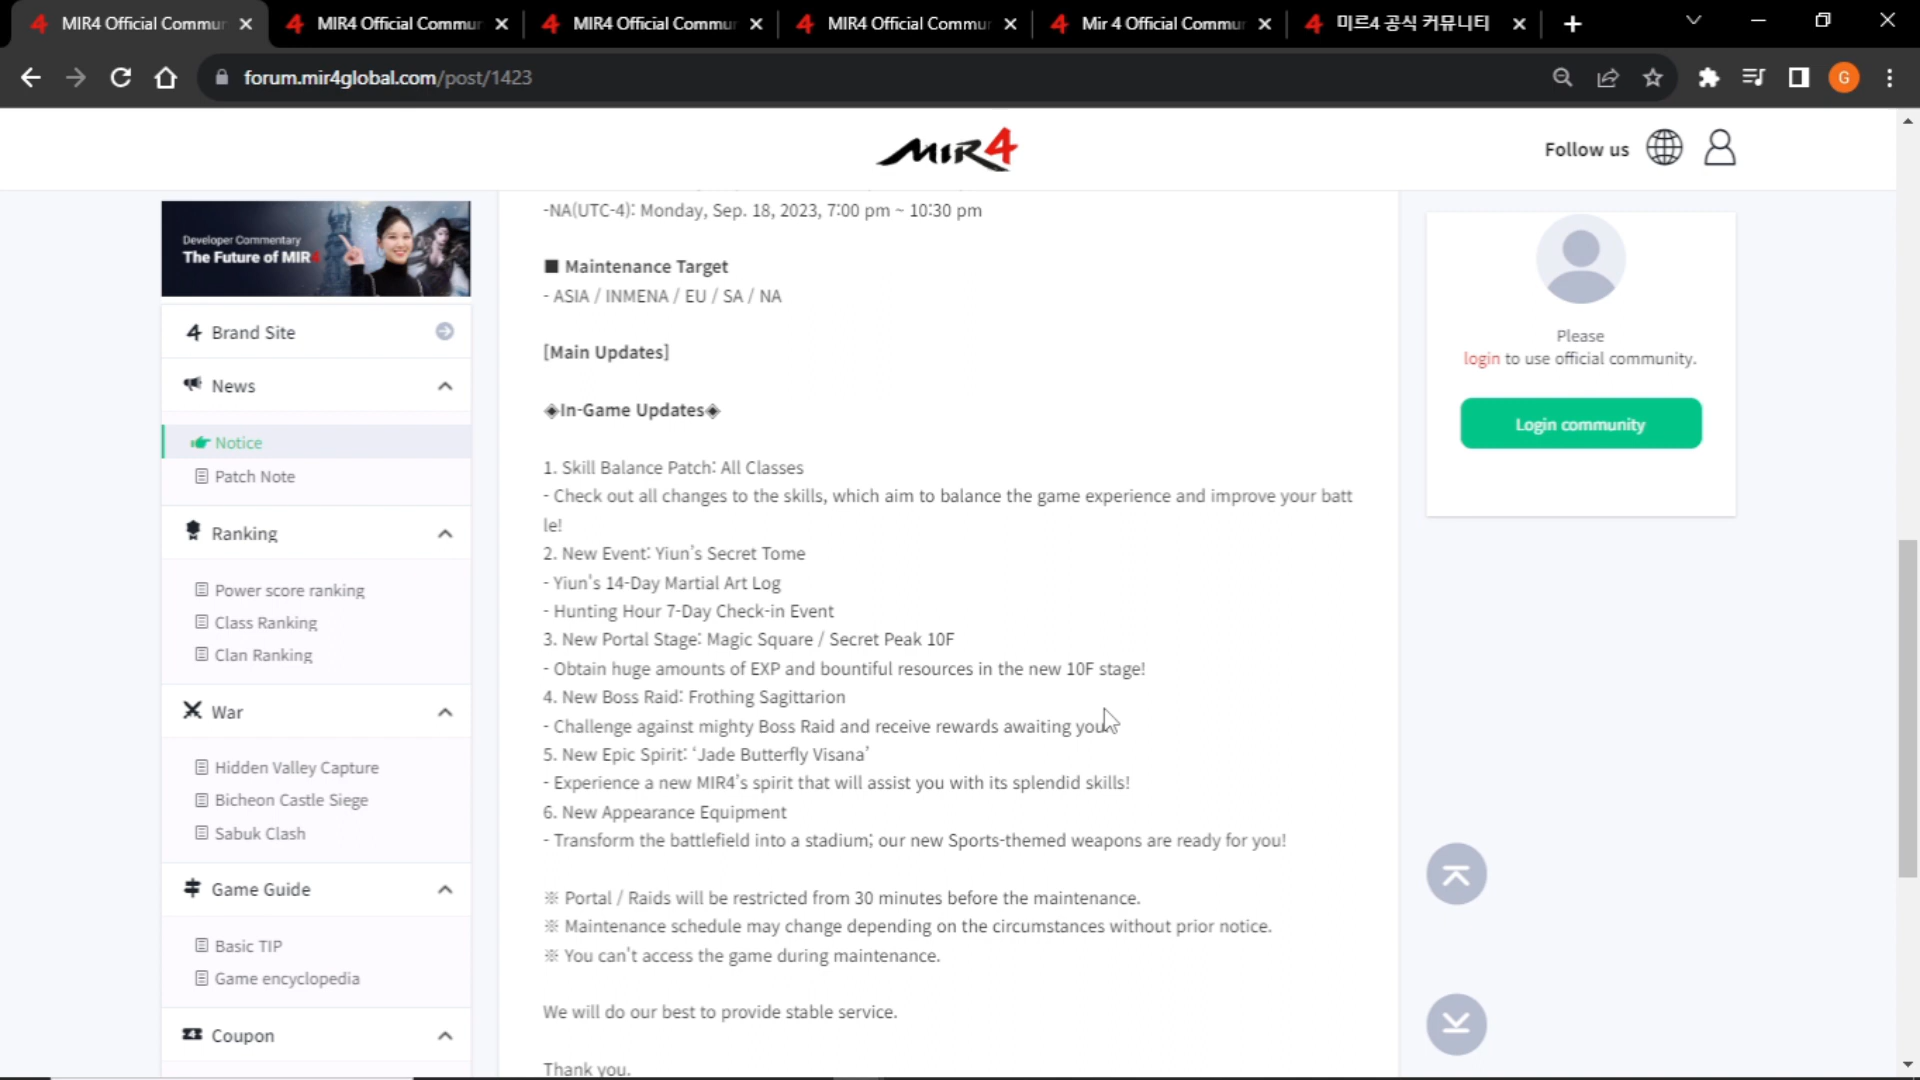 MIR4 Official Commur
MIR4 Official Commur
MIR4 Official Commur
MIR4 Official Commur
Mir 4 Official Commur
미르4 공식 커뮤니티
forum.mir4global.com/post/1423
G
MIR4
Follow us
Developer Commentary
The Future of MIR4
Brand Site
News
Notice
Patch Note
Ranking
Power score ranking
Class Ranking
Clan Ranking
War
Hidden Valley Capture
Bicheon Castle Siege
Sabuk Clash
Game Guide
Basic TIP
Game encyclopedia
Coupon
-NA(UTC-4): Monday, Sep. 18, 2023, 7:00 pm ~ 10:30 pm
■ Maintenance Target
- ASIA / INMENA / EU / SA / NA
[Main Updates]
◈In-Game Updates◈
1. Skill Balance Patch: All Classes
- Check out all changes to the skills, which aim to balance the game experience and improve your batt
le!
2. New Event: Yiun's Secret Tome
- Yiun's 14-Day Martial Art Log
- Hunting Hour 7-Day Check-in Event
3. New Portal Stage: Magic Square / Secret Peak 10F
- Obtain huge amounts of EXP and bountiful resources in the new 10F stage!
4. New Boss Raid: Frothing Sagittarion
- Challenge against mighty Boss Raid and receive rewards awaiting you
5. New Epic Spirit: ‘Jade Butterfly Visana’
- Experience a new MIR4’s spirit that will assist you with its splendid skills!
6. New Appearance Equipment
- Transform the battlefield into a stadium; our new Sports-themed weapons are ready for you!
※ Portal / Raids will be restricted from 30 minutes before the maintenance.
※ Maintenance schedule may change depending on the circumstances without prior notice.
※ You can't access the game during maintenance.
We will do our best to provide stable service.
Thank you.
Please
login to use official community.
Login community